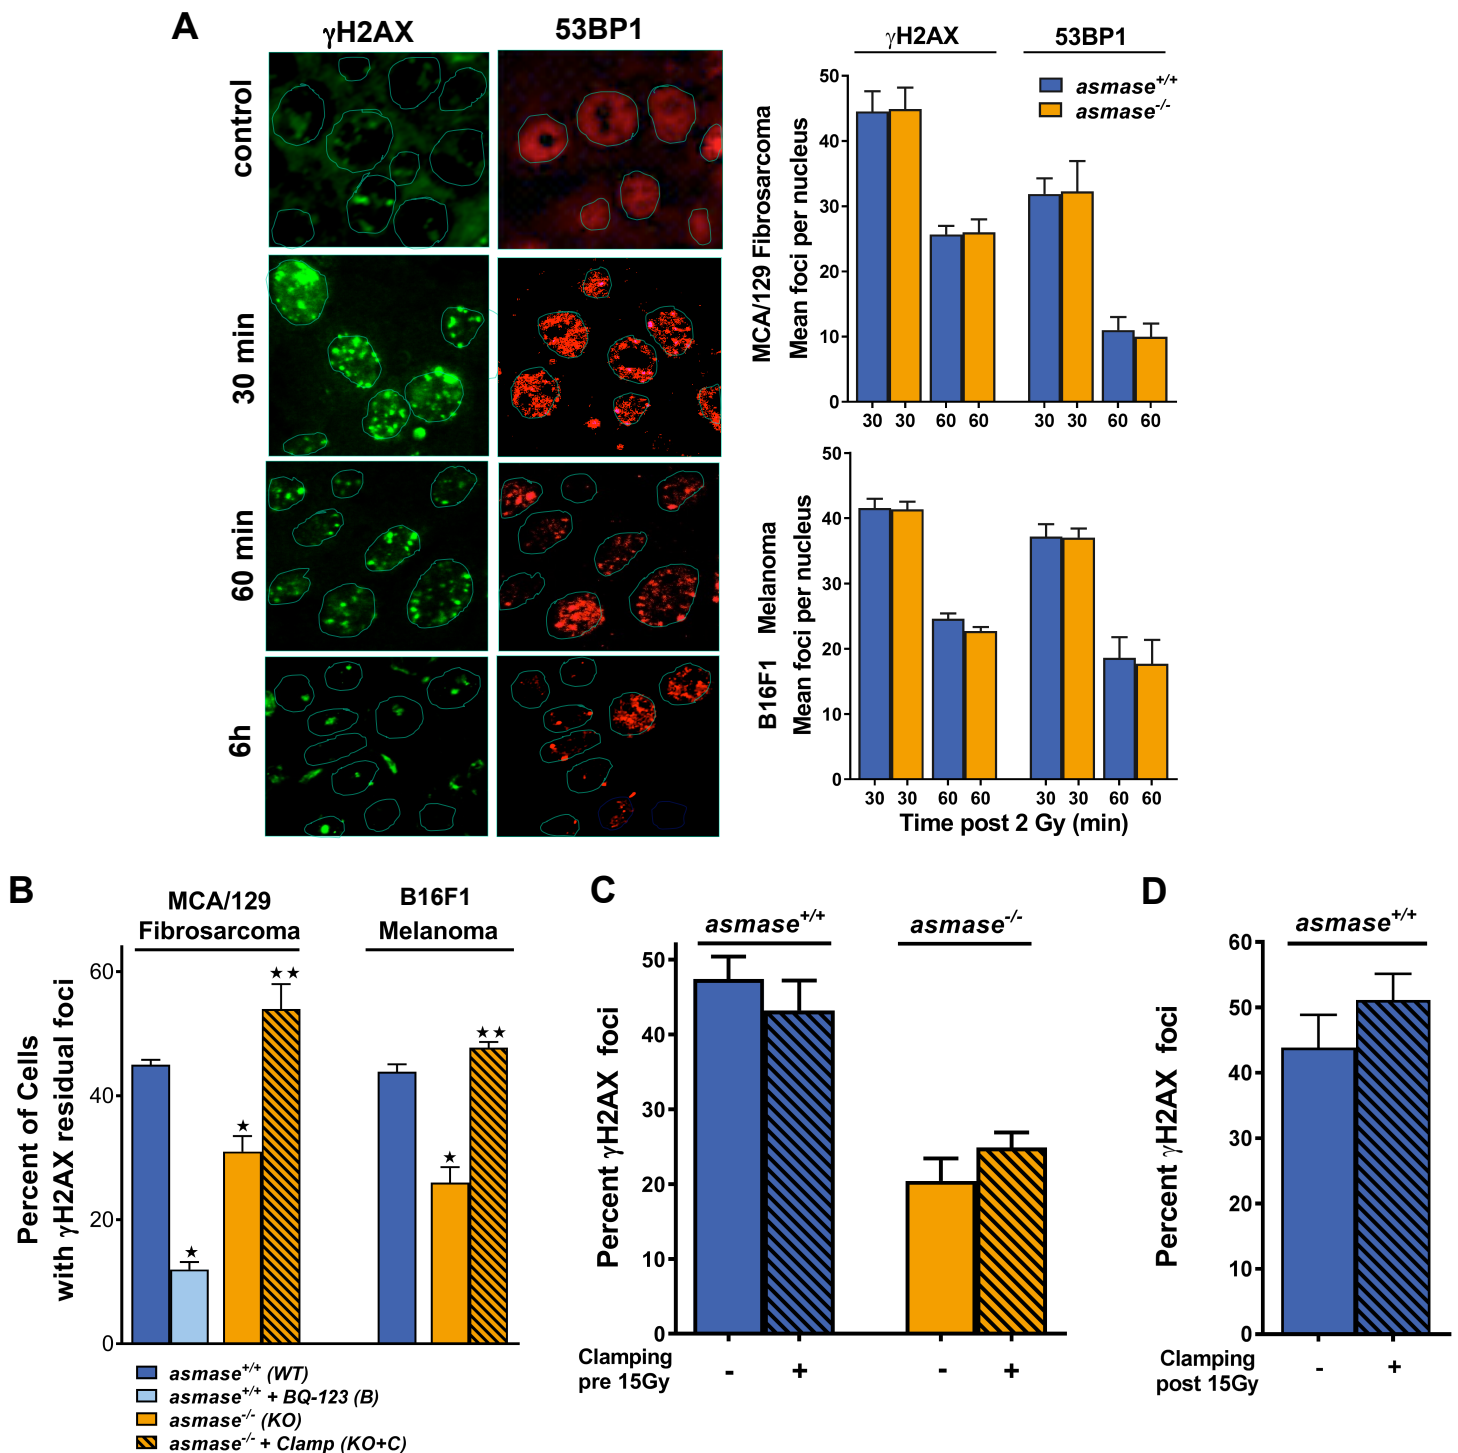 A
γH2AX
53BP1
control
30 min
60 min
6h
γH2AX
53BP1
asmase+/+
asmase-/-
MCA/129 Fibrosarcoma
Mean foci per nucleus
50
40
30
20
10
0
30 30 60 60 30 30 60 60
B16F1 Melanoma
Mean foci per nucleus
50
40
30
20
10
0
30 30 60 60 30 30 60 60
Time post 2 Gy (min)
B
MCA/129
Fibrosarcoma
B16F1
Melanoma
Percent of Cells
with γH2AX residual foci
60
40
20
0
★
★
★★
★
★★
asmase+/+ (WT)
asmase+/+ + BQ-123 (B)
asmase-/- (KO)
asmase-/- + Clamp (KO+C)
C
asmase+/+
asmase-/-
Percent γH2AX foci
50
40
30
20
10
0
Clamping
pre 15Gy
- + - +
D
asmase+/+
Percent γH2AX foci
60
50
40
30
20
10
0
Clamping
post 15Gy
- +